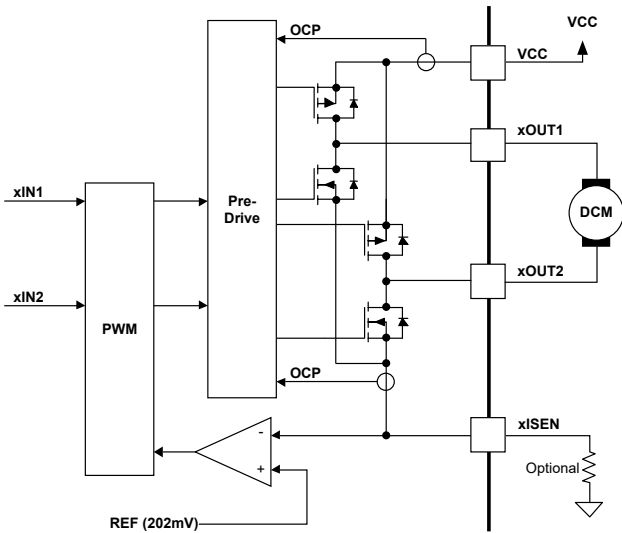 OCP
VCC
VCC
xOUT1
xIN1
Pre-
Drive
DCM
xIN2
xOUT2
PWM
OCP
xISEN
-
+
Optional
REF (202mV)